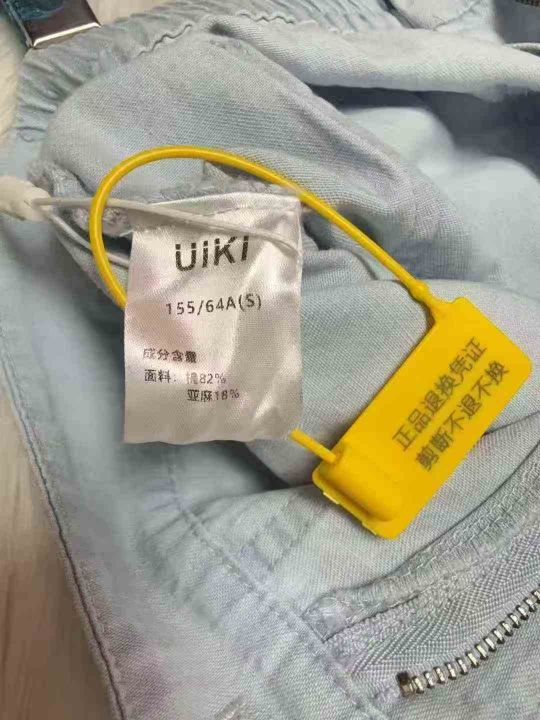 UiKi
155/64A(S)
成分含量
面料：棉82%
亚麻18%
正品退换凭证
剪断不退不换